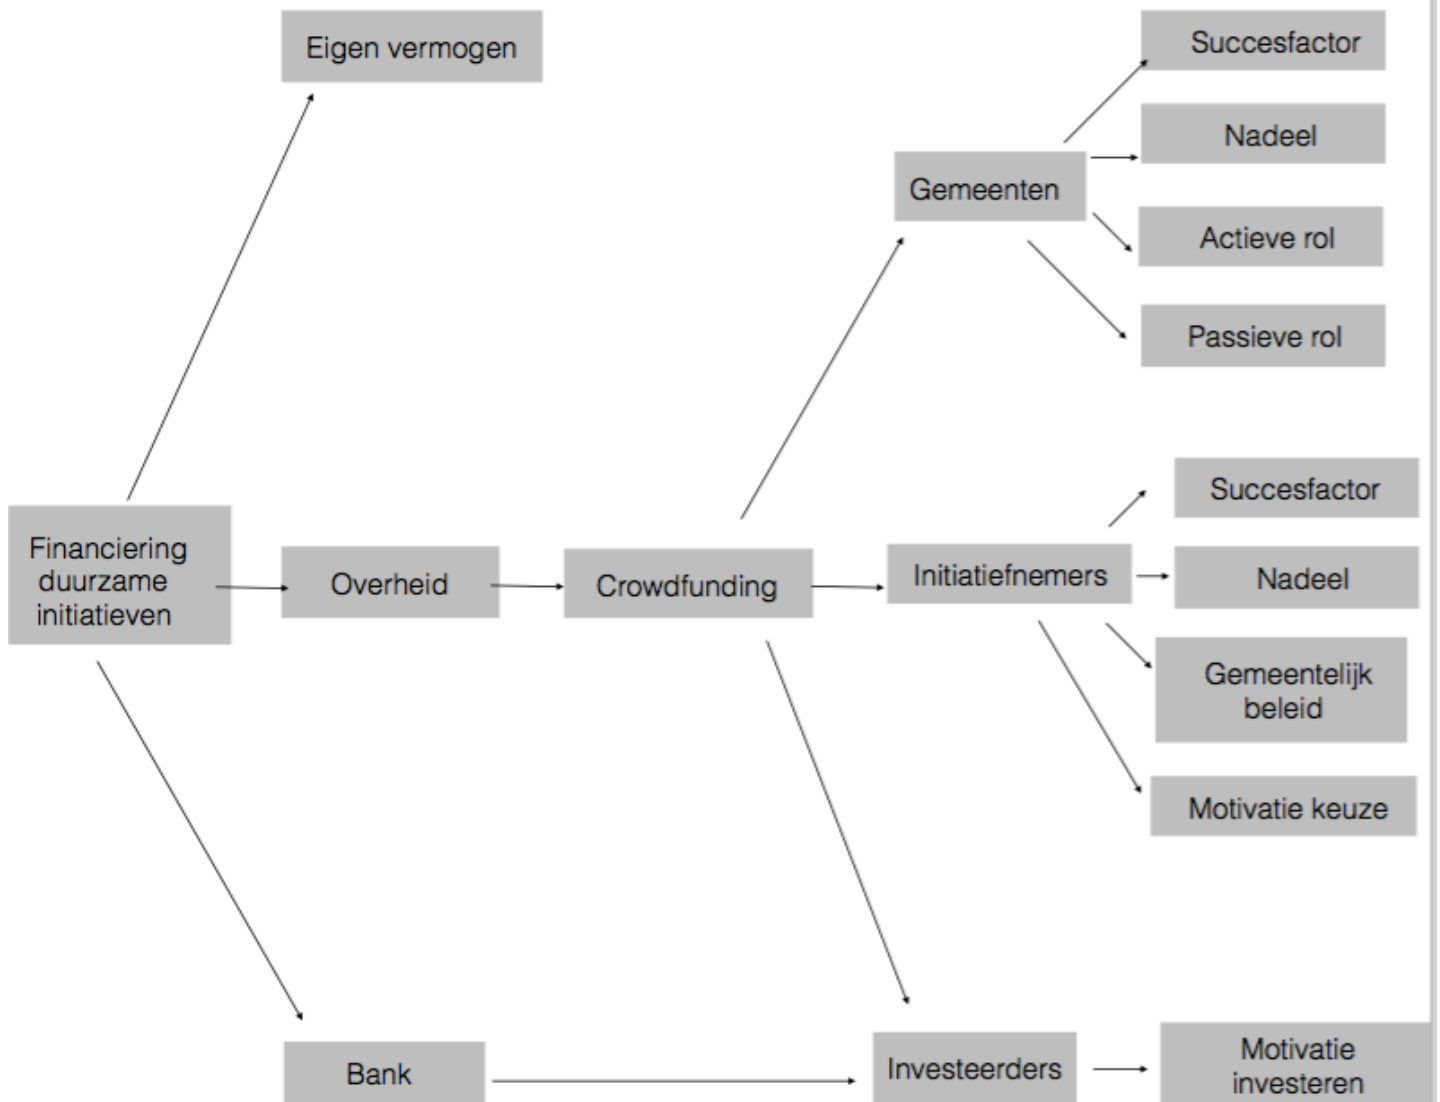 Eigen vermogen
Succesfactor
Nadeel
Gemeenten
Actieve rol
Passieve rol
Financiering
duurzame
initiatieven
Overheid
Crowdfunding
Initiatiefnemers
Succesfactor
Nadeel
Gemeentelijk
beleid
Motivatie keuze
Bank
Investeerders
Motivatie
investeren